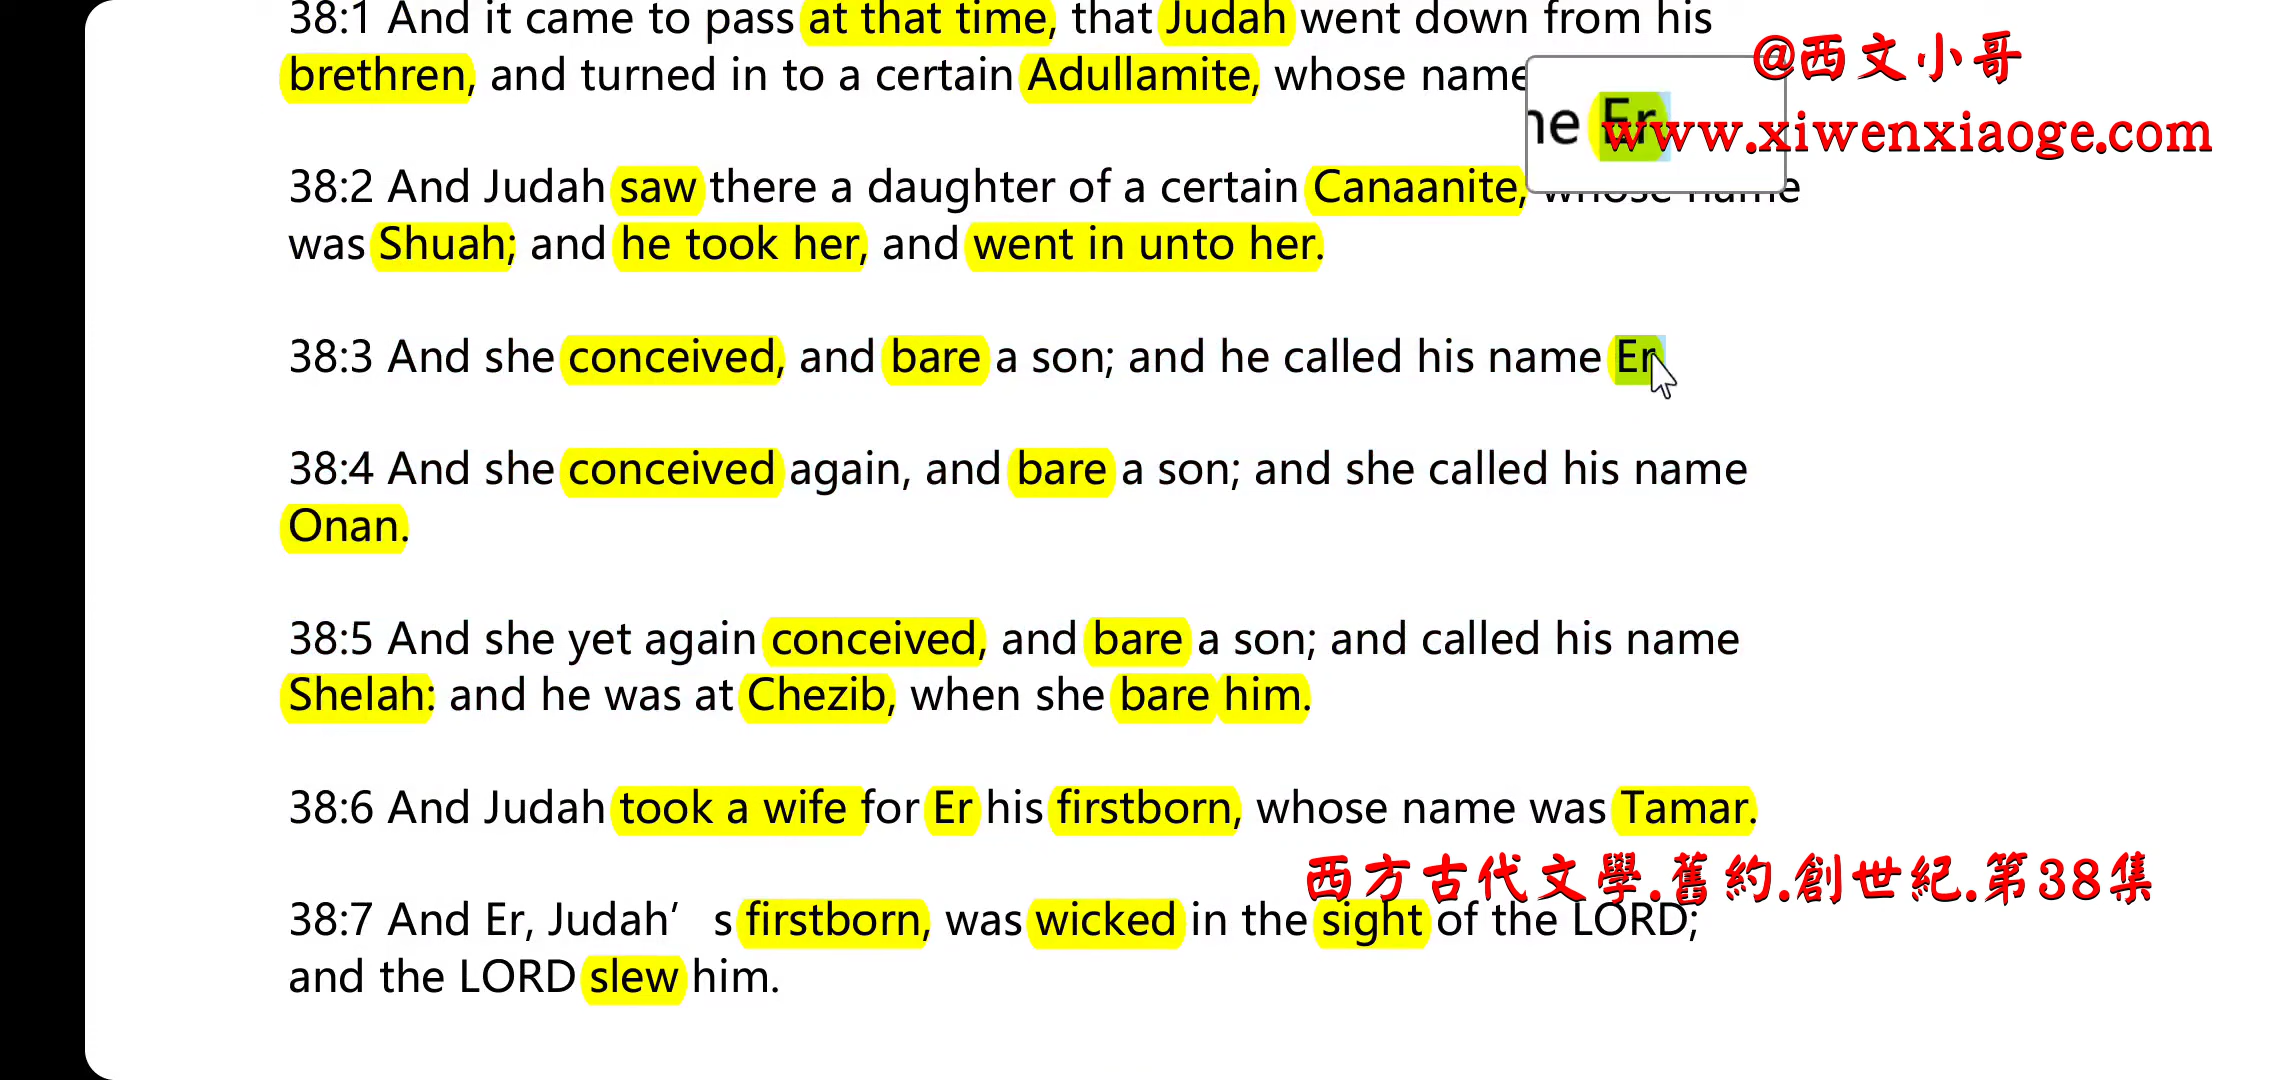 38:1 And it came to pass at that time, that Judah went down from his
brethren, and turned in to a certain Adullamite, whose name
@西文小哥
ne Er
www.xiwenxiaoge.com
38:2 And Judah saw there a daughter of a certain Canaanite, whose name
was Shuah; and he took her, and went in unto her.
38:3 And she conceived, and bare a son; and he called his name Er
38:4 And she conceived again, and bare a son; and she called his name
Onan.
38:5 And she yet again conceived, and bare a son; and called his name
Shelah: and he was at Chezib, when she bare him.
38:6 And Judah took a wife for Er his firstborn, whose name was Tamar.
西方古代文學.舊約.創世紀.第38集
38:7 And Er, Judah’ s firstborn, was wicked in the sight of the LORD;
and the LORD slew him.